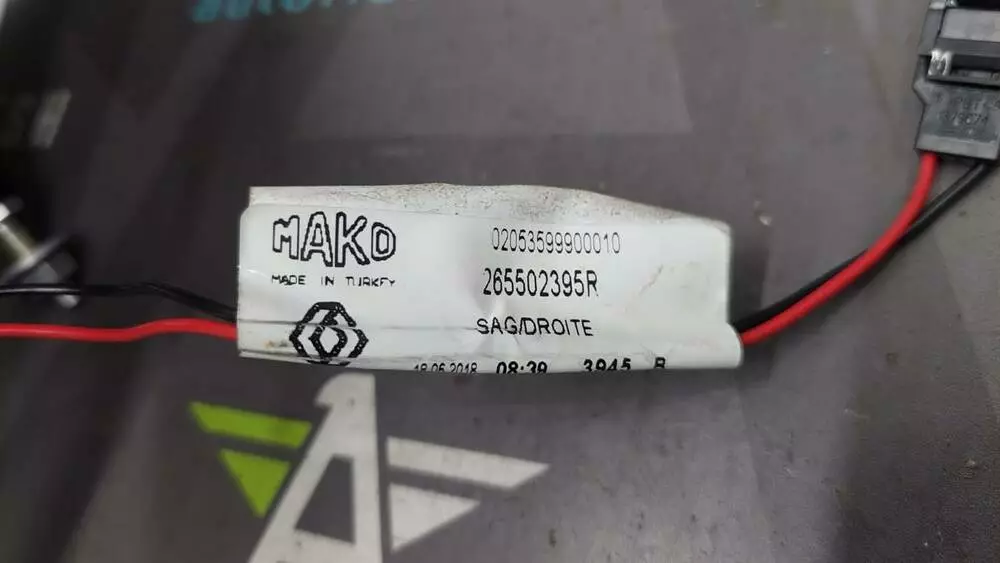 MAKO
MADE IN TURKEY
02053599900010
265502395R
SAG/DROITE
18.06.2018 08:39 3945 R